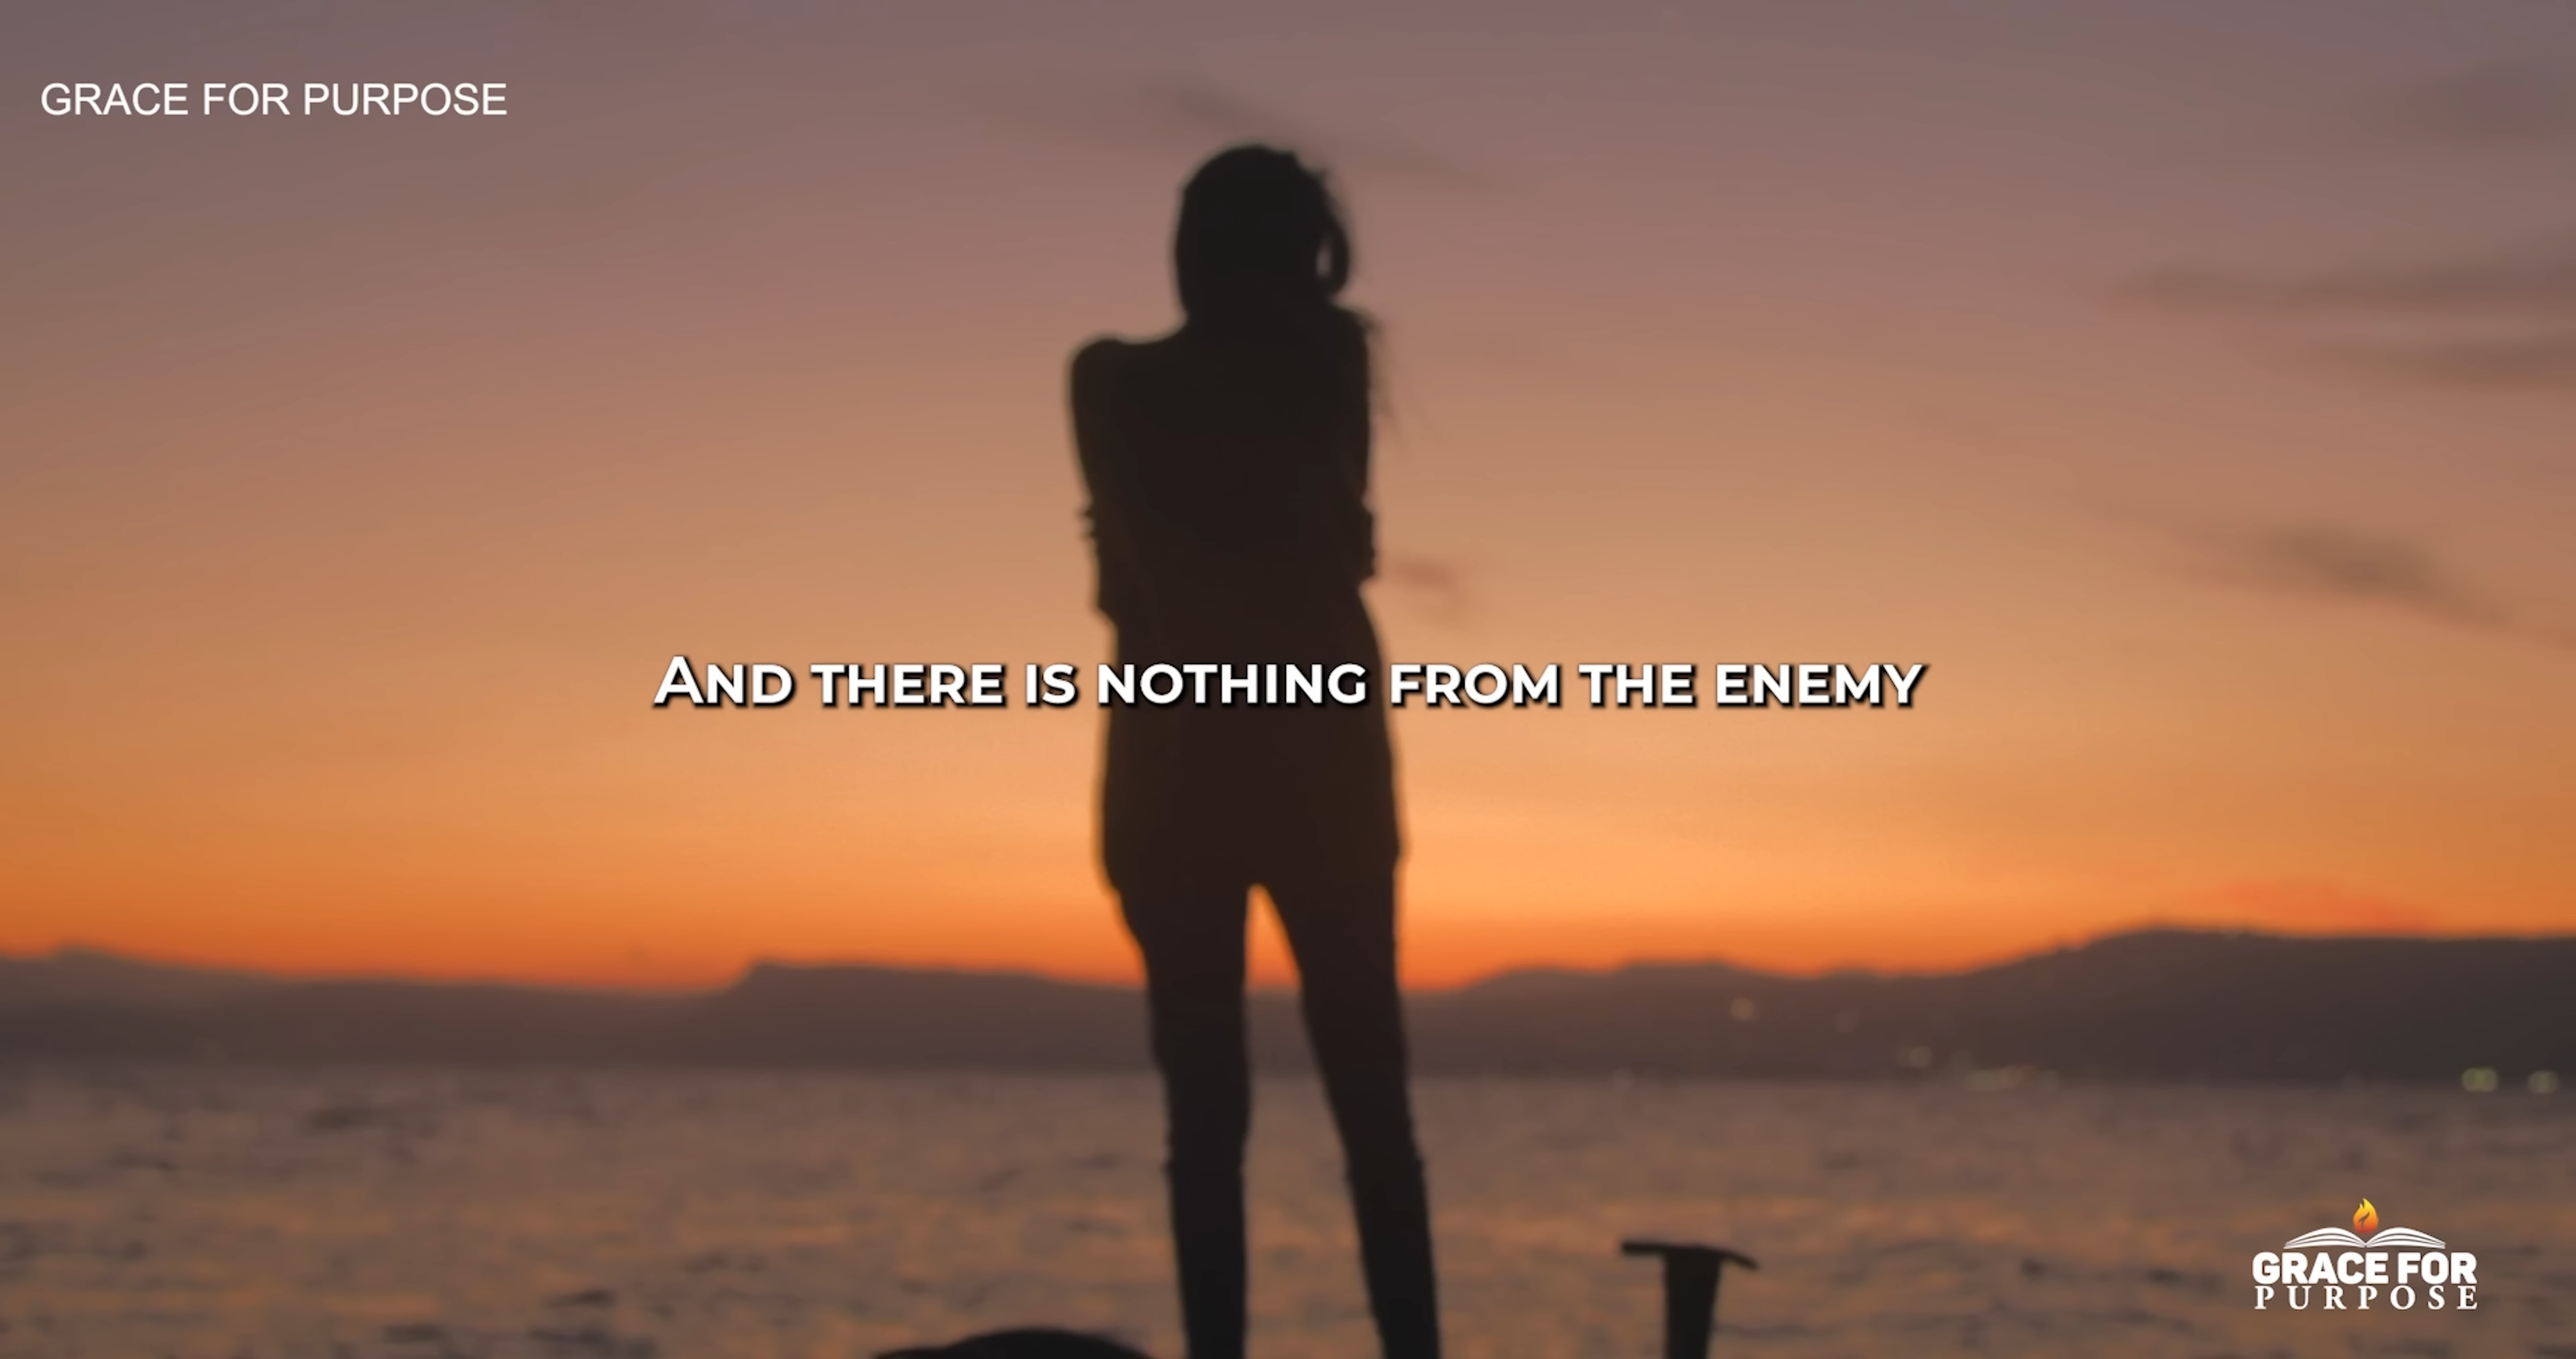 GRACE FOR PURPOSE
AND THERE IS NOTHING FROM THE ENEMY
GRACE FOR
PURPOSE